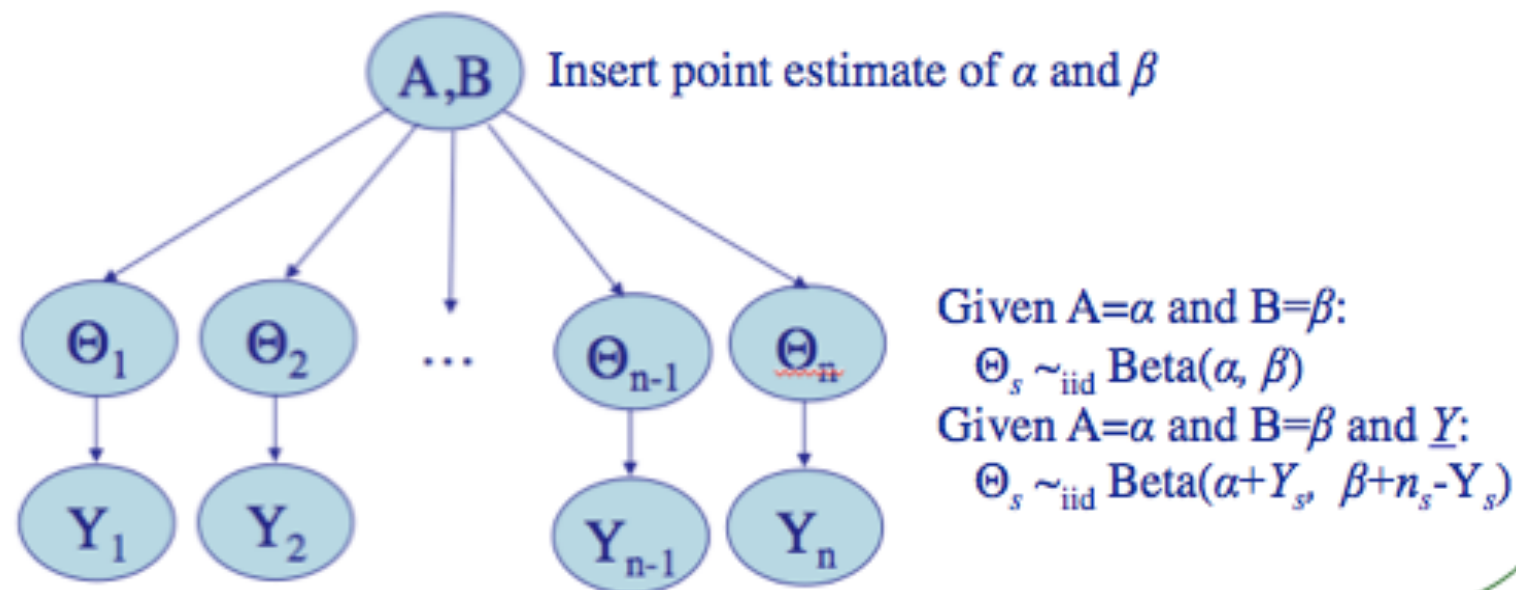 A,B Insert point estimate of α and β
Θ₁ Θ₂ ... Θₙ₋₁ Θₙ
Given A=α and B=β:
Θₛ ~ᵢᵢd Beta(α, β)
Given A=α and B=β and Y:
Θₛ ~ᵢᵢd Beta(α+Yₛ, β+nₛ-Yₛ)
Y₁ Y₂ Yₙ₋₁ Yₙ